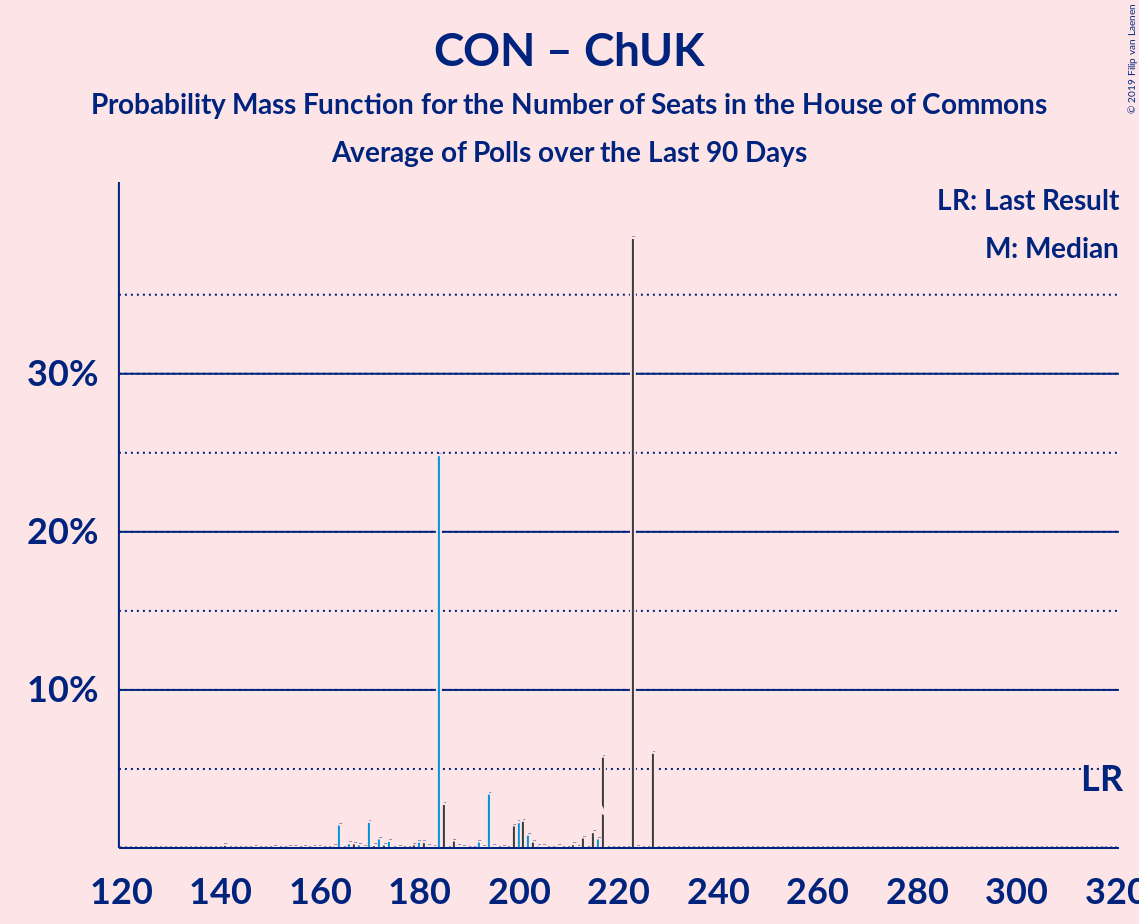 CON – ChUK
Probability Mass Function for the Number of Seats in the House of Commons
Average of Polls over the Last 90 Days
© 2019 Filip van Laenen
LR: Last Result
M: Median
30%
20%
10%
LR
120 140 160 180 200 220 240 260 280 300 320